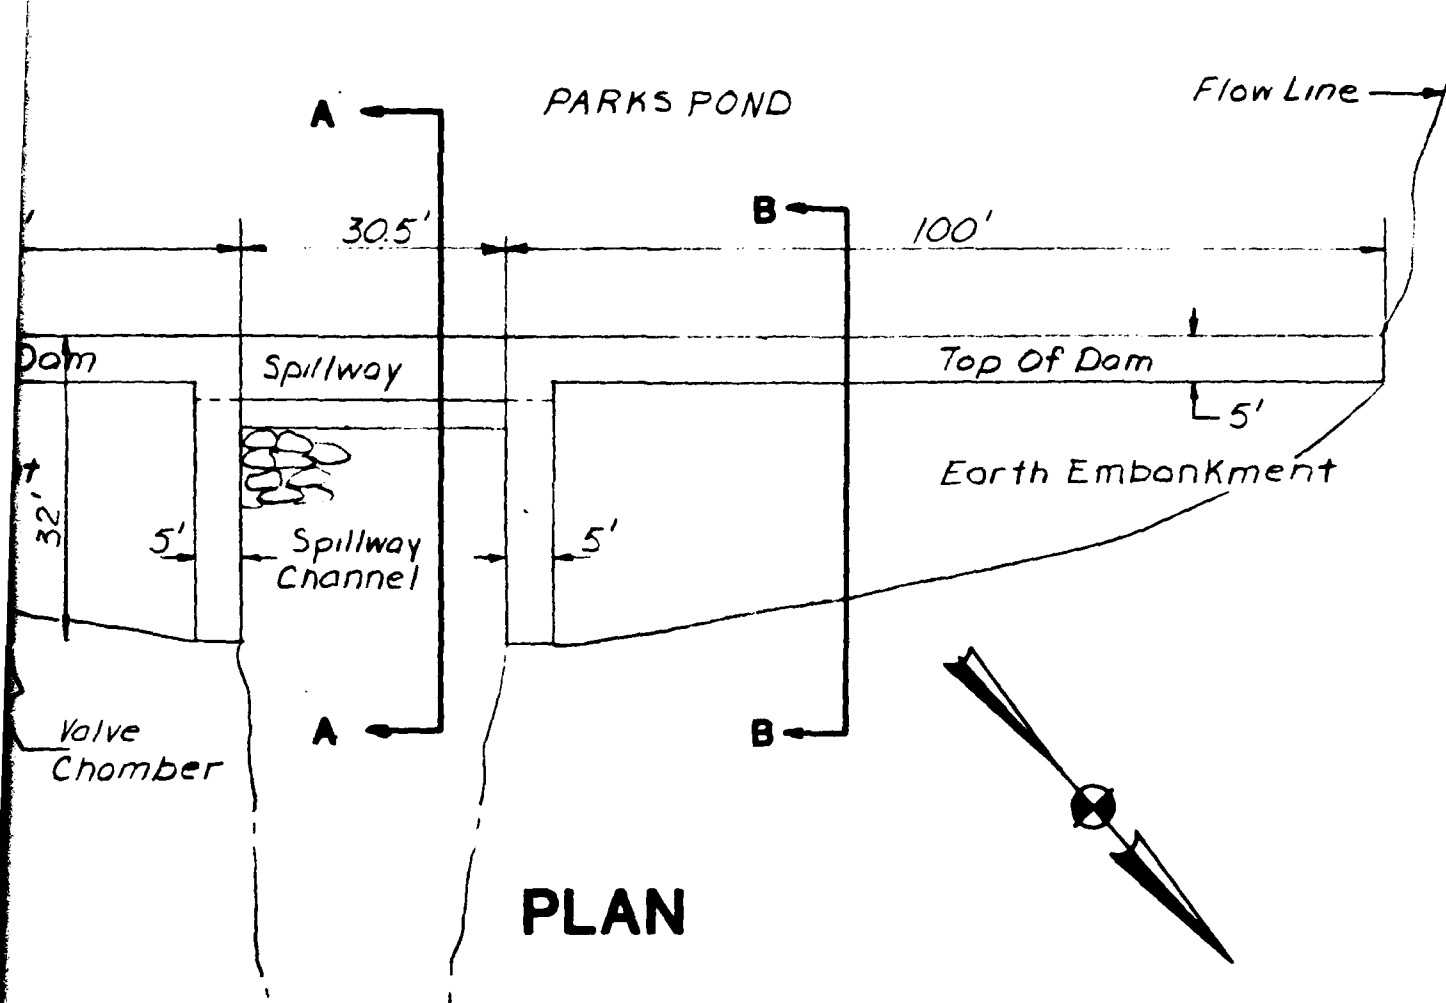 Flow Line
A
PARKS POND
B
30.5'
100'
Dam
Spillway
Top Of Dam
5'
Earth Embankment
32'
5'
Spillway
Channel
5'
A
B
Valve
Chamber
PLAN